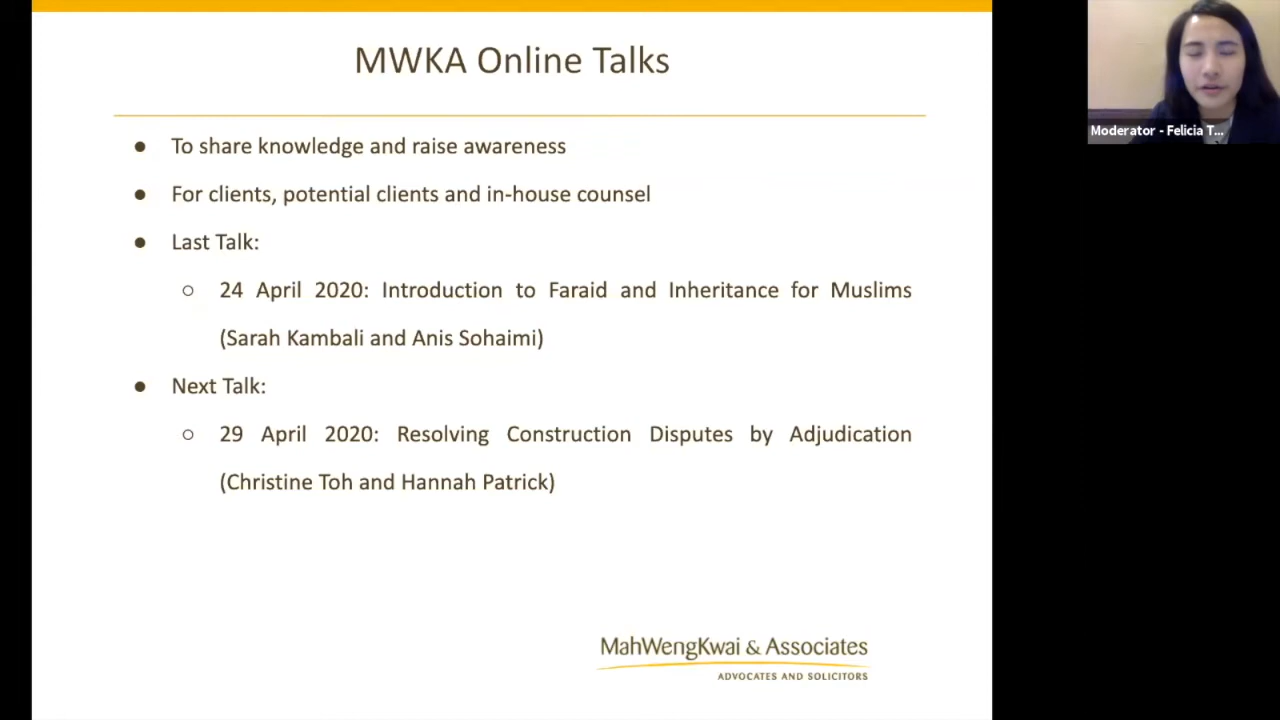 MWKA Online Talks
● To share knowledge and raise awareness
● For clients, potential clients and in-house counsel
● Last Talk:
○ 24 April 2020: Introduction to Faraid and Inheritance for Muslims
(Sarah Kambali and Anis Sohaimi)
● Next Talk:
○ 29 April 2020: Resolving Construction Disputes by Adjudication
(Christine Toh and Hannah Patrick)
MahWengKwai & Associates
ADVOCATES AND SOLICITORS
Moderator - Felicia T...